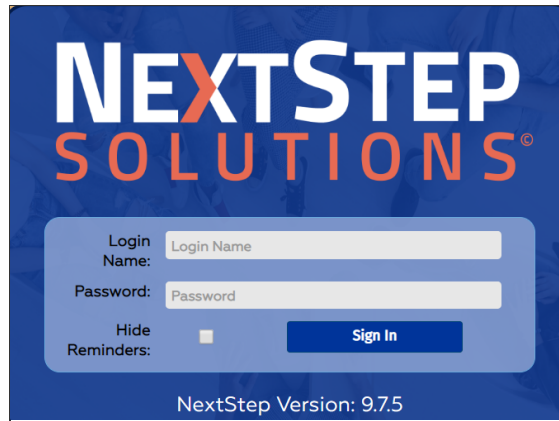 NEXTSTEP
SOLUTIONS©
Login Name:
Login Name
Password:
Password
Hide Reminders:
Sign In
NextStep Version: 9.7.5